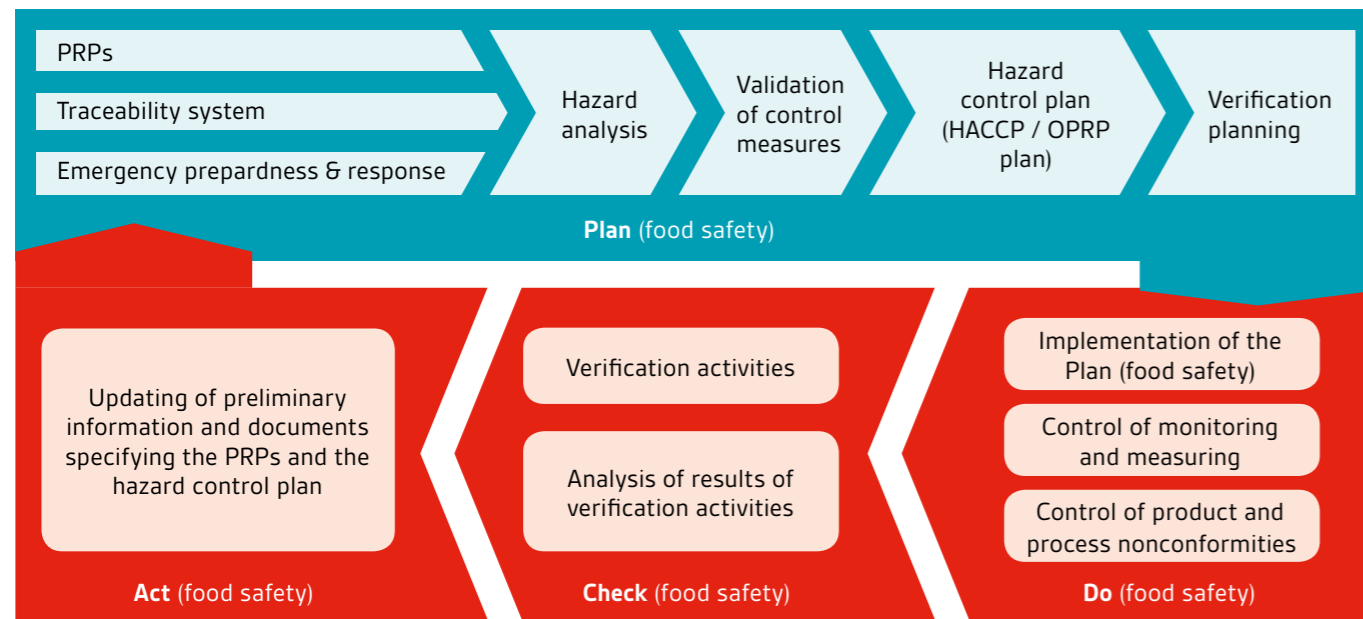 PRPs
Traceability system
Emergency prepardness & response
Hazard
analysis
Validation
of control
measures
Hazard
control plan
(HACCP / OPRP
plan)
Verification
planning
Plan (food safety)
Updating of preliminary
information and documents
specifying the PRPs and the
hazard control plan
Act (food safety)
Verification activities
Analysis of results of
verification activities
Check (food safety)
Implementation of the
Plan (food safety)
Control of monitoring
and measuring
Control of product and
process nonconformities
Do (food safety)